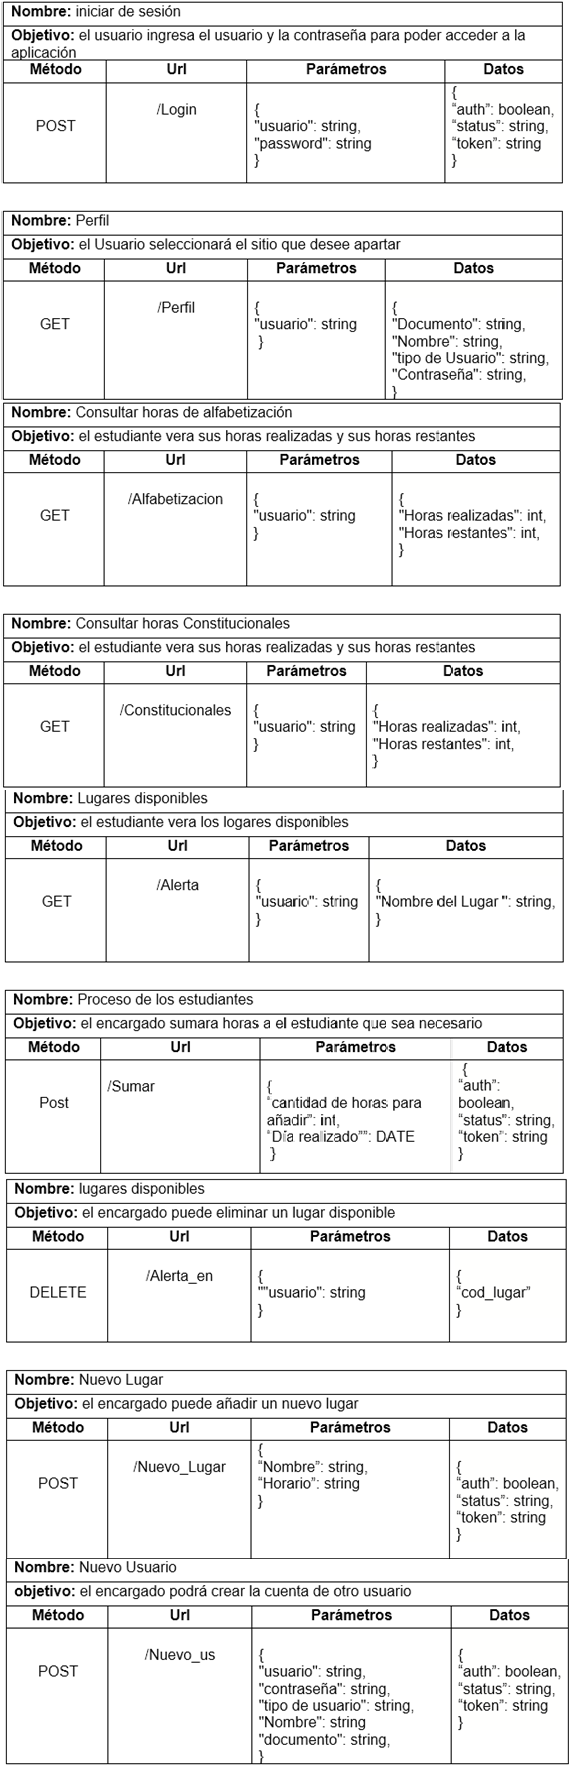 Nombre: iniciar de sesión
Objetivo: el usuario ingresa el usuario y la contraseña para poder acceder a la
aplicación
Método Url Parámetros Datos
POST
/Login
{
"usuario": string,
"password": string
}
{
“auth”: boolean,
“status”: string,
“token”: string
}
Nombre: Perfil
Objetivo: el Usuario seleccionará el sitio que desee apartar
Método Url Parámetros Datos
GET
/Perfil
{
"usuario": string
}
{
"Documento": string,
"Nombre": string,
"tipo de Usuario": string,
"Contraseña": string,
}
Nombre: Consultar horas de alfabetización
Objetivo: el estudiante vera sus horas realizadas y sus horas restantes
Método Url Parámetros Datos
GET
/Alfabetizacion
{
"usuario": string
}
{
"Horas realizadas": int,
"Horas restantes": int,
}
Nombre: Consultar horas Constitucionales
Objetivo: el estudiante vera sus horas realizadas y sus horas restantes
Método Url Parámetros Datos
GET
/Constitucionales
{
"usuario": string
}
{
"Horas realizadas": int,
"Horas restantes": int,
}
Nombre: Lugares disponibles
Objetivo: el estudiante vera los logares disponibles
Método Url Parámetros Datos
GET
/Alerta
{
"usuario": string
}
{
"Nombre del Lugar ": string,
}
Nombre: Proceso de los estudiantes
Objetivo: el encargado sumara horas a el estudiante que sea necesario
Método Url Parámetros Datos
Post
/Sumar
{
“cantidad de horas para
añadir”: int,
“Día realizado””: DATE
}
{
“auth”:
boolean,
“status”: string,
“token”: string
}
Nombre: lugares disponibles
Objetivo: el encargado puede eliminar un lugar disponible
Método Url Parámetros Datos
DELETE
/Alerta_en
{
""usuario": string
}
{
“cod_lugar”
}
Nombre: Nuevo Lugar
Objetivo: el encargado puede añadir un nuevo lugar
Método Url Parámetros Datos
POST
/Nuevo_Lugar
{
“Nombre”: string,
“Horario”: string
}
{
“auth”: boolean,
“status”: string,
“token”: string
}
Nombre: Nuevo Usuario
objetivo: el encargado podrá crear la cuenta de otro usuario
Método Url Parámetros Datos
POST
/Nuevo_us
{
"usuario": string,
"contraseña": string,
"tipo de usuario": string,
"Nombre": string
"documento": string,
}
{
“auth”: boolean,
“status”: string,
“token”: string
}